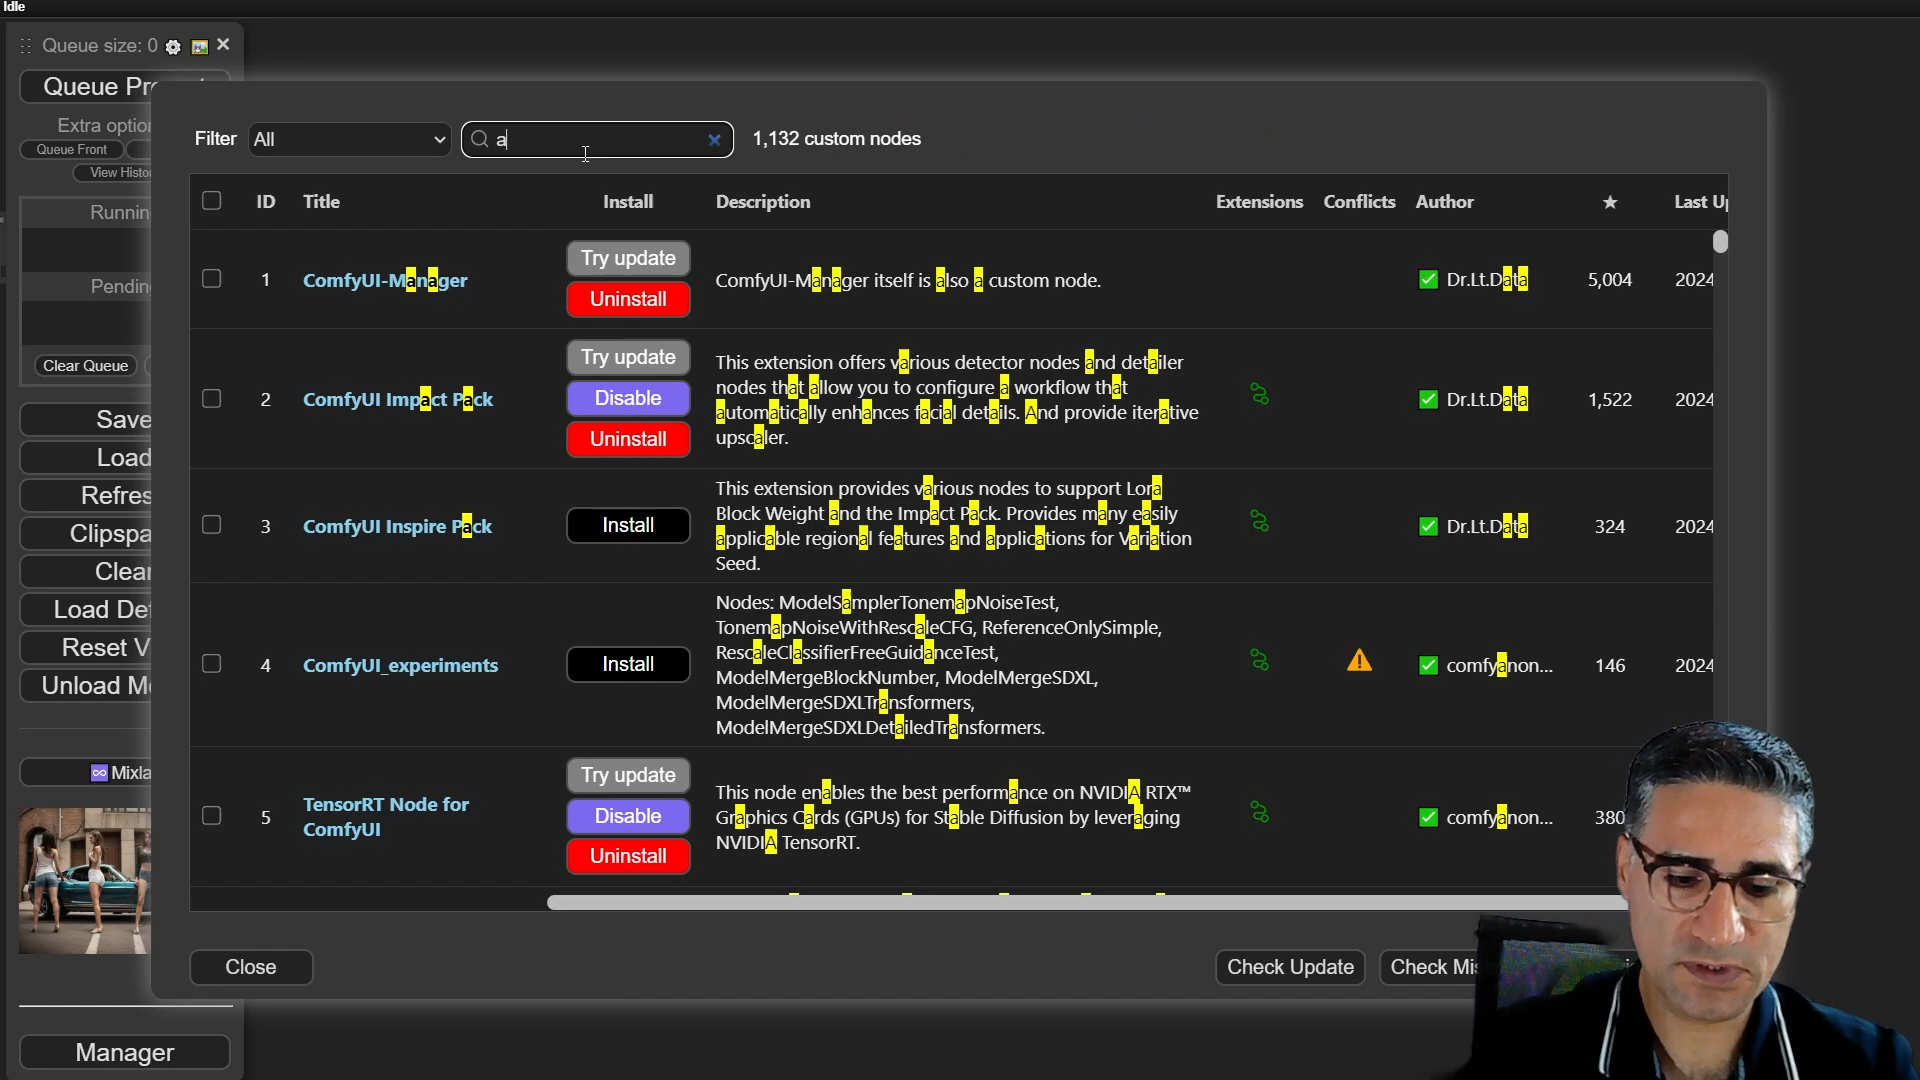 Idle
Queue size: 0
Queue Pr
Extra optio
Queue Front
View Histo
Runnin
Pending
Clear Queue
Save
Load
Refres
Clipspa
Clear
Load De
Reset V
Unload M
Mixla
Manager
Filter All a 1,132 custom nodes
ID Title Install Description Extensions Conflicts Author ★ Last Up
1 ComfyUI-Manager
Try update
Uninstall
ComfyUI-Manager itself is also a custom node.
Dr.Lt.Data 5,004 2024
2 ComfyUI Impact Pack
Try update
Disable
Uninstall
This extension offers various detector nodes and detailer
nodes that allow you to configure a workflow that
automatically enhances facial details. And provide iterative
upscaler.
Dr.Lt.Data 1,522 2024
3 ComfyUI Inspire Pack
Install
This extension provides various nodes to support Lora
Block Weight and the Impact Pack. Provides many easily
applicable regional features and applications for Variation
Seed.
Dr.Lt.Data 324 2024
4 ComfyUI_experiments
Install
Nodes: ModelSamplerTonemapNoiseTest,
TonemapNoiseWithRescaleCFG, ReferenceOnlySimple,
RescaleClassifierFreeGuidanceTest,
ModelMergeBlockNumber, ModelMergeSDXL,
ModelMergeSDXLTransformers,
ModelMergeSDXLDetailedTransformers.
comfyanon... 146 2024
5 TensorRT Node for
ComfyUI
Try update
Disable
Uninstall
This node enables the best performance on NVIDIA RTX™
Graphics Cards (GPUs) for Stable Diffusion by leveraging
NVIDIA TensorRT.
comfyanon... 380
Close Check Update Check Mis